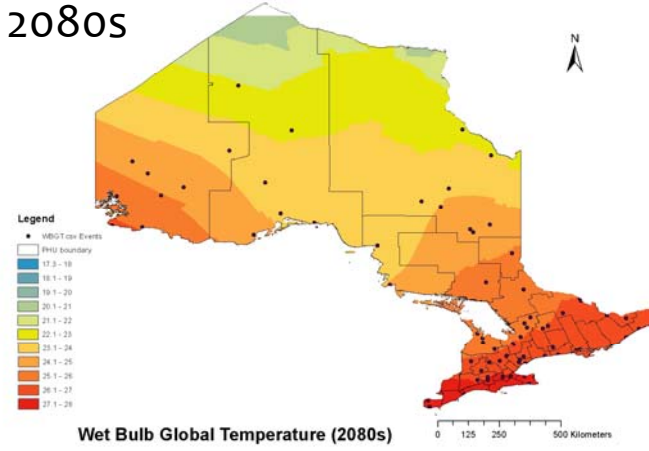 2080s
N
Legend
WBGT.csv Events
PHU boundary
17.3 - 18
18.1 - 19
19.1 - 20
20.1 - 21
21.1 - 22
22.1 - 23
23.1 - 24
24.1 - 25
25.1 - 26
26.1 - 27
27.1 - 28
Wet Bulb Global Temperature (2080s)
0 125 250 500 Kilometers